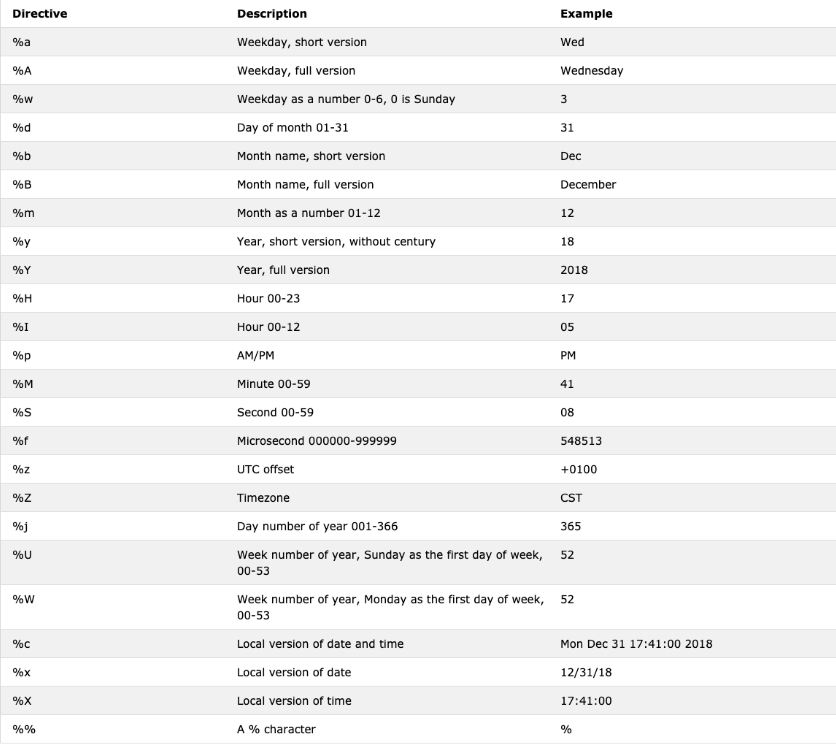 Directive Description Example
%a Weekday, short version Wed
%A Weekday, full version Wednesday
%w Weekday as a number 0-6, 0 is Sunday 3
%d Day of month 01-31 31
%b Month name, short version Dec
%B Month name, full version December
%m Month as a number 01-12 12
%y Year, short version, without century 18
%Y Year, full version 2018
%H Hour 00-23 17
%I Hour 00-12 05
%p AM/PM PM
%M Minute 00-59 41
%S Second 00-59 08
%f Microsecond 000000-999999 548513
%z UTC offset +0100
%Z Timezone CST
%j Day number of year 001-366 365
%U Week number of year, Sunday as the first day of week, 52
00-53
%W Week number of year, Monday as the first day of week, 52
00-53
%c Local version of date and time Mon Dec 31 17:41:00 2018
%x Local version of date 12/31/18
%X Local version of time 17:41:00
%% A % character %